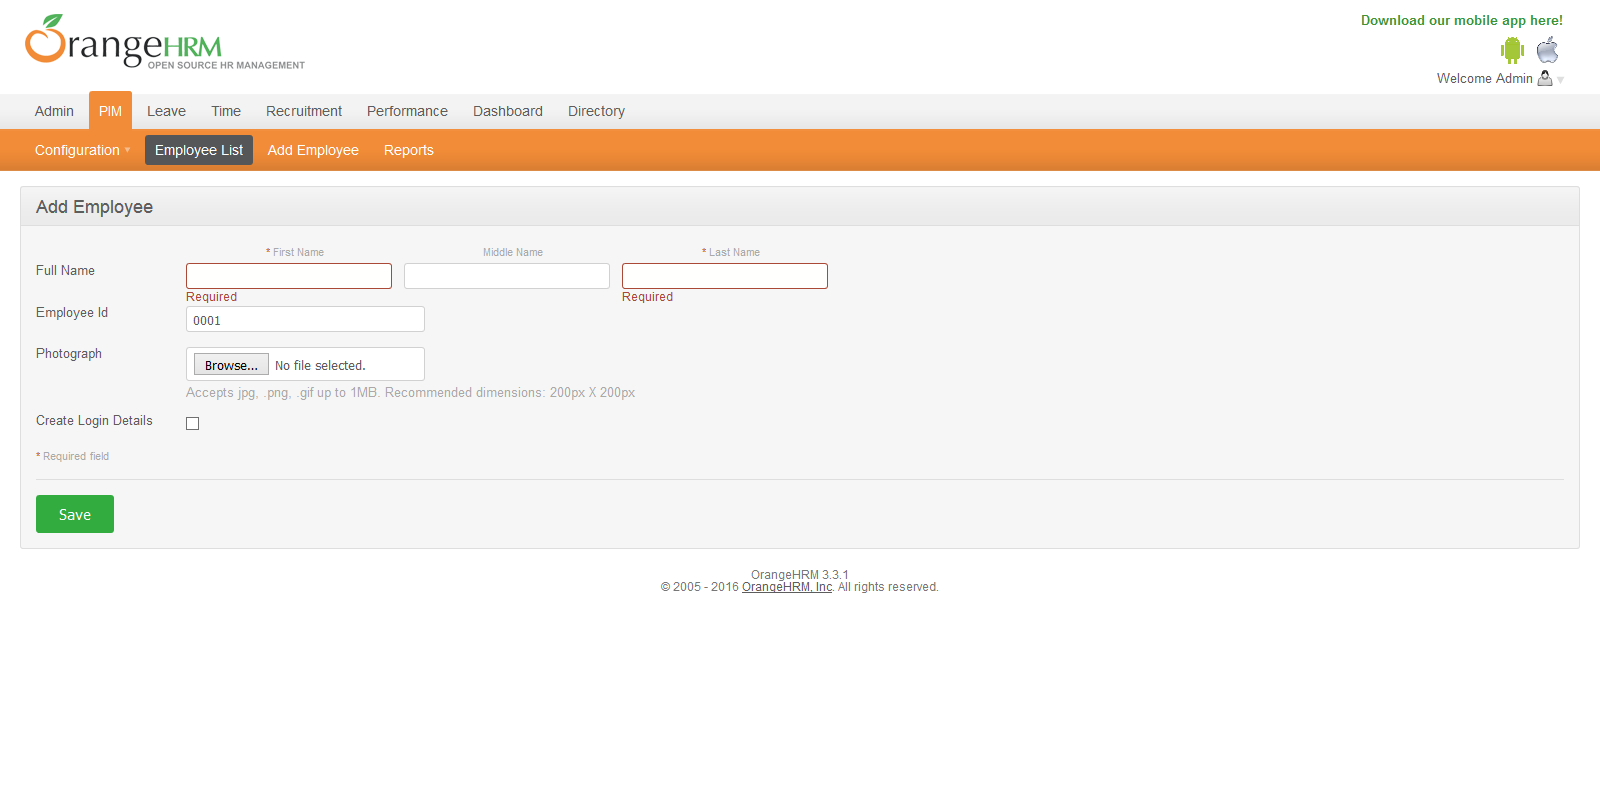 OrangeHRM
OPEN SOURCE HR MANAGEMENT
Download our mobile app here!
Welcome Admin
Admin PIM Leave Time Recruitment Performance Dashboard Directory
Configuration Employee List Add Employee Reports
Add Employee
* First Name Middle Name * Last Name
Full Name
Required Required
Employee Id 0001
Photograph Browse... No file selected.
Accepts jpg, .png, .gif up to 1MB. Recommended dimensions: 200px X 200px
Create Login Details
* Required field
Save
OrangeHRM 3.3.1
© 2005 - 2016 OrangeHRM, Inc. All rights reserved.